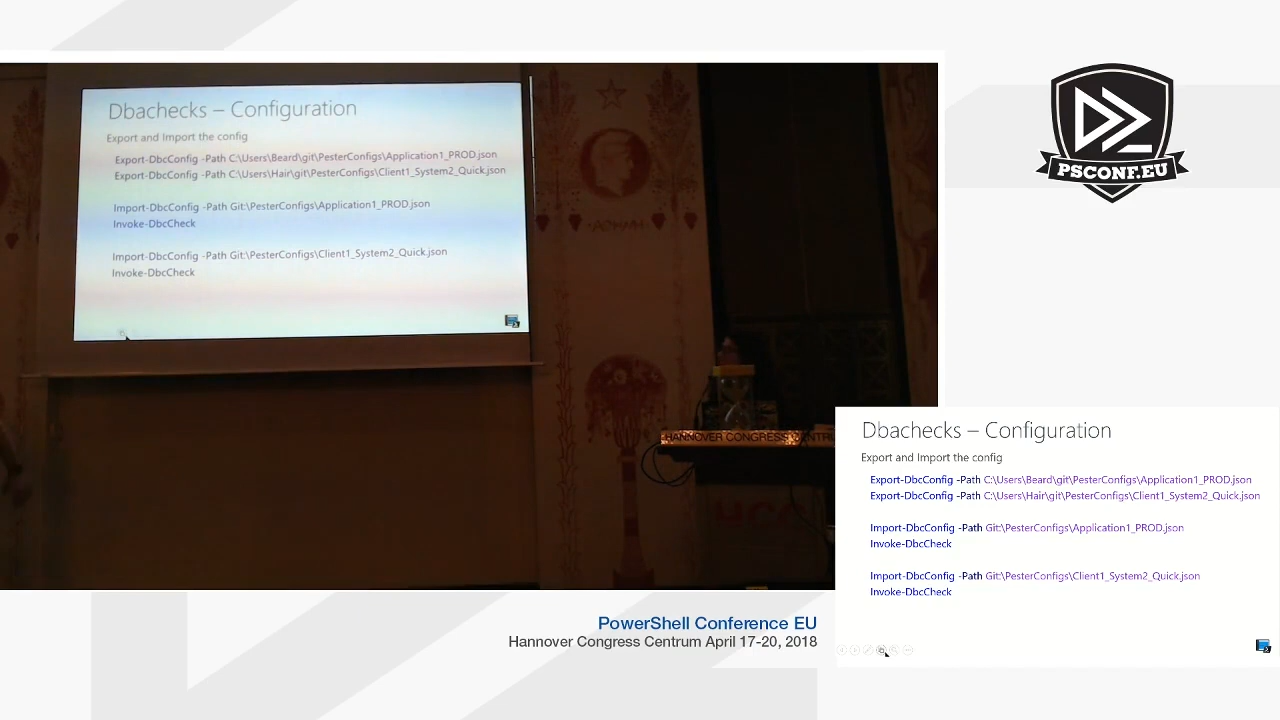 Dbachecks – Configuration
Export and Import the config
Export-DbcConfig -Path C:\Users\Beard\git\PesterConfigs\Application1_PROD.json
Export-DbcConfig -Path C:\Users\Hair\git\PesterConfigs\Client1_System2_Quick.json
Import-DbcConfig -Path Git:\PesterConfigs\Application1_PROD.json
Invoke-DbcCheck
Import-DbcConfig -Path Git:\PesterConfigs\Client1_System2_Quick.json
Invoke-DbcCheck
PSCONF.EU
HANNOVER CONGRESS CENTRU
HCC
Dbachecks – Configuration
Export and Import the config
Export-DbcConfig -Path C:\Users\Beard\git\PesterConfigs\Application1_PROD.json
Export-DbcConfig -Path C:\Users\Hair\git\PesterConfigs\Client1_System2_Quick.json
Import-DbcConfig -Path Git:\PesterConfigs\Application1_PROD.json
Invoke-DbcCheck
Import-DbcConfig -Path Git:\PesterConfigs\Client1_System2_Quick.json
Invoke-DbcCheck
PowerShell Conference EU
Hannover Congress Centrum April 17-20, 2018